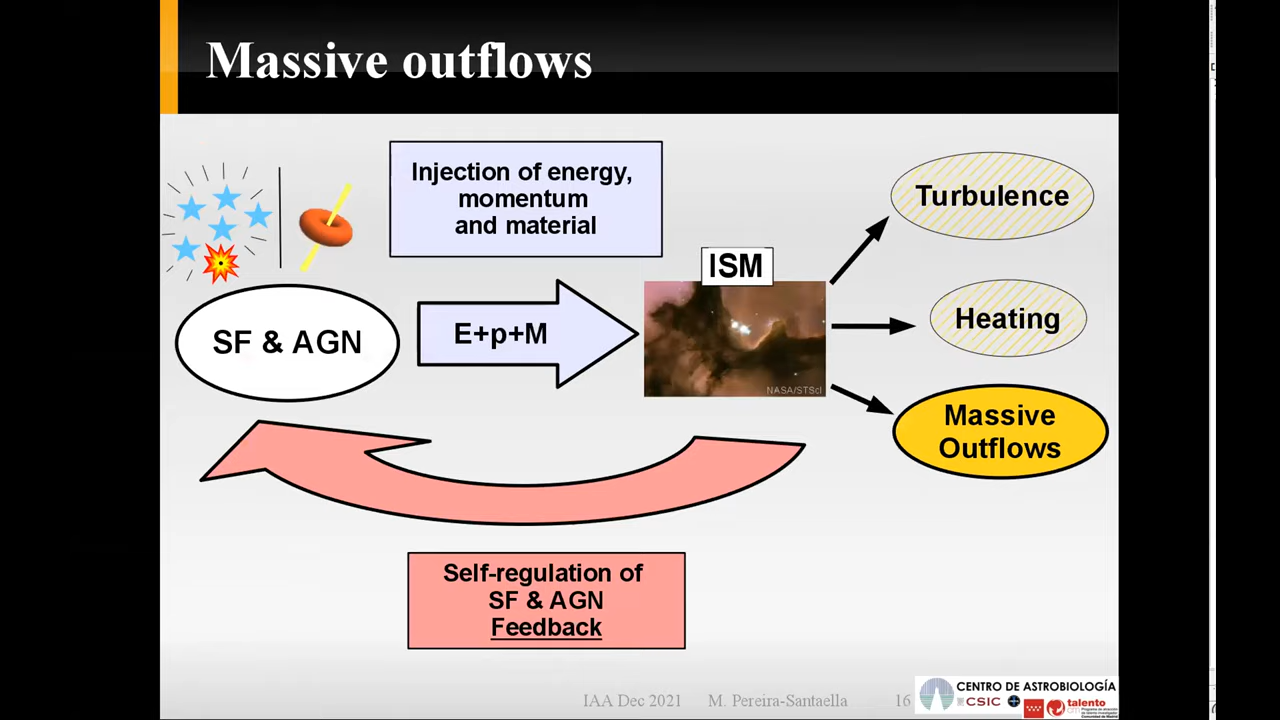 Massive outflows
Injection of energy,
momentum
and material
SF & AGN
E+p+M
ISM
NASA/STScI
Turbulence
Heating
Massive
Outflows
Self-regulation of
SF & AGN
Feedback
IAA Dec 2021 M. Pereira-Santaella 16
CENTRO DE ASTROBIOLOGÍA
CSIC
talento